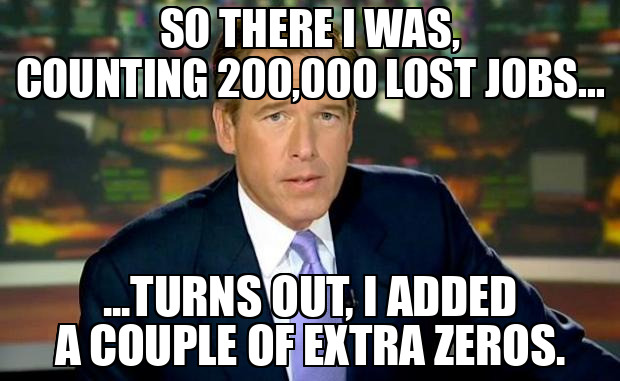 SO THERE I WAS,
COUNTING 200,000 LOST JOBS...
...TURNS OUT, I ADDED
A COUPLE OF EXTRA ZEROS.